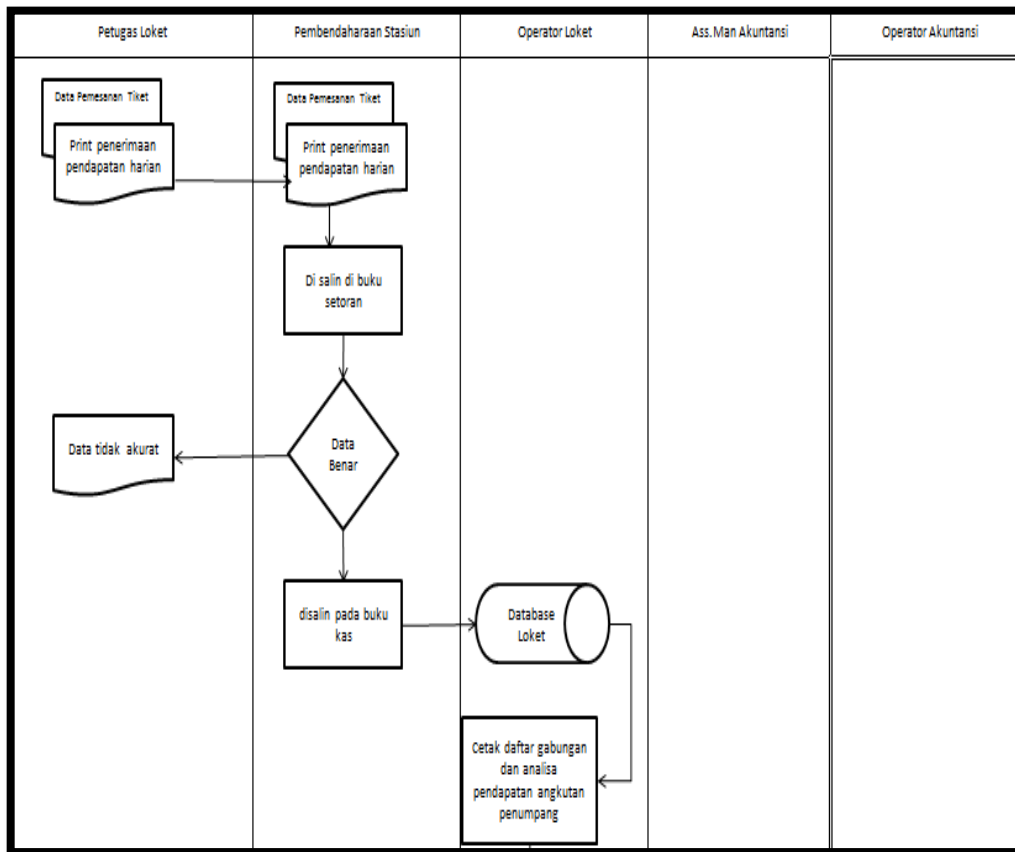 Petugas Loket
Pembendaharaan Stasiun
Operator Loket
Ass.Man Akuntansi
Operator Akuntansi
Data Pemesanan Tiket
Print penerimaan
pendapatan harian
Data Pemesanan Tiket
Print penerimaan
pendapatan harian
Di salin di buku
setoran
Data
Benar
Data tidak akurat
disalin pada buku
kas
Database
Loket
Cetak daftar gabungan
dan analisa
pendapatan angkutan
penumpang